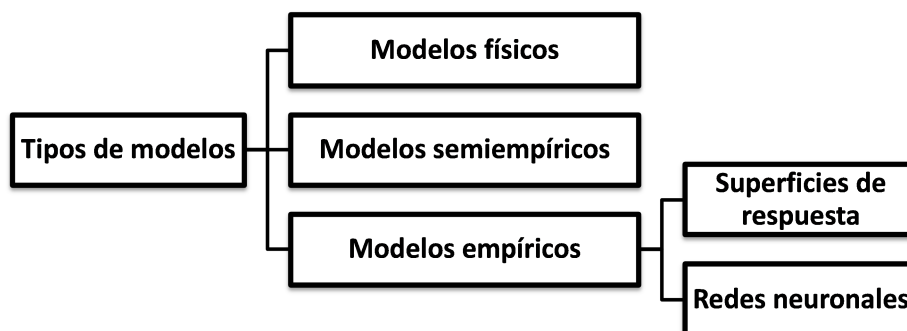 Modelos físicos
Tipos de modelos
Modelos semiempíricos
Modelos empíricos
Superficies de
respuesta
Redes neuronales